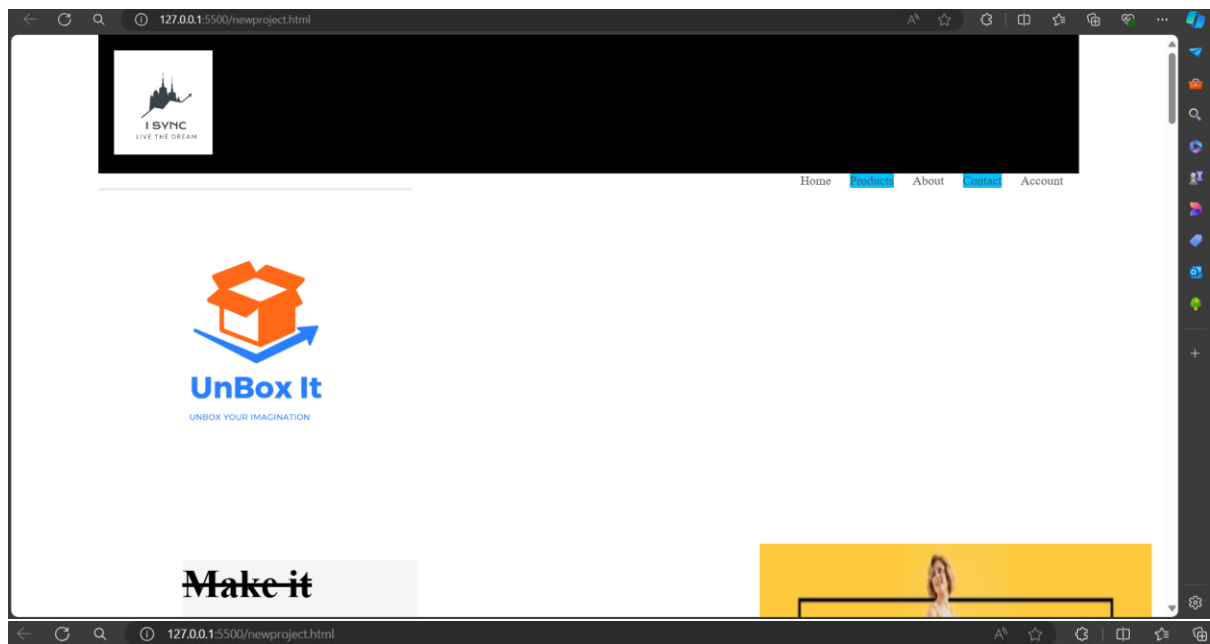 127.0.0.1:5500/newproject.html
I SYNC
LIVE THE DREAM
Home Products About Contact Account
UnBox It
UNBOX YOUR IMAGINATION
Make it
127.0.0.1:5500/newproject.html